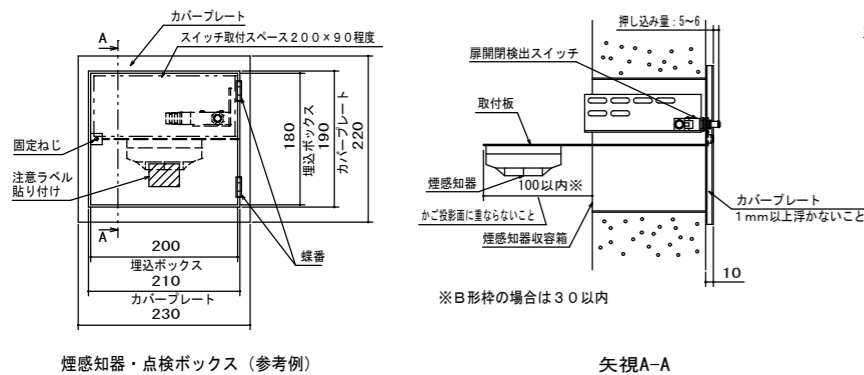 カバープレート
A
スイッチ取付スペース200×90程度
固定ねじ
注意ラベル
貼り付け
A
180
埋込ボックス
190
カバープレート
220
200
埋込ボックス
210
カバープレート
230
蝶番
煙感知器・点検ボックス（参考例）
押し込み量：5~6
扉開閉検出スイッチ
取付板
煙感知器
100以内※
かご投影面に重ならないこと
煙感知器収容箱
カバープレート
1mm以上浮かないこと
10
※B形枠の場合は30以内
矢視A-A